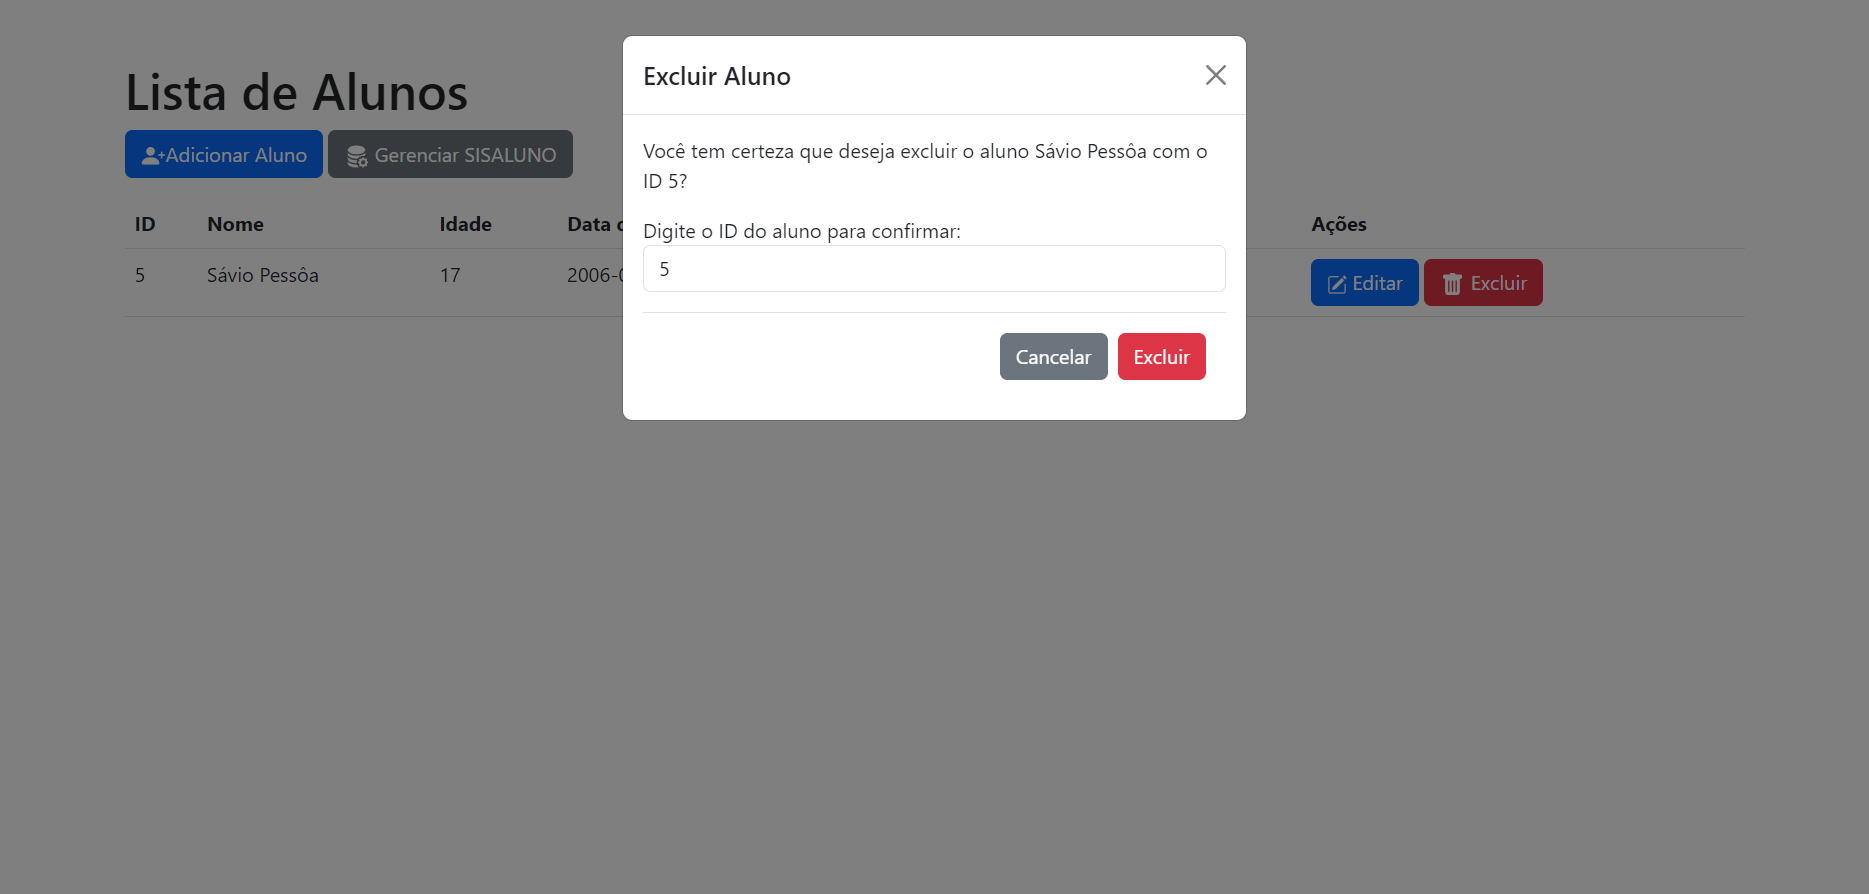 Excluir Aluno
Lista de Alunos
Adicionar Aluno Gerenciar SISALUNO
Você tem certeza que deseja excluir o aluno Sávio Pessôa com o
ID 5?
Digite o ID do aluno para confirmar:
5
Cancelar Excluir
ID Nome Idade Data Ações
5 Sávio Pessôa 17 2006- Editar Excluir